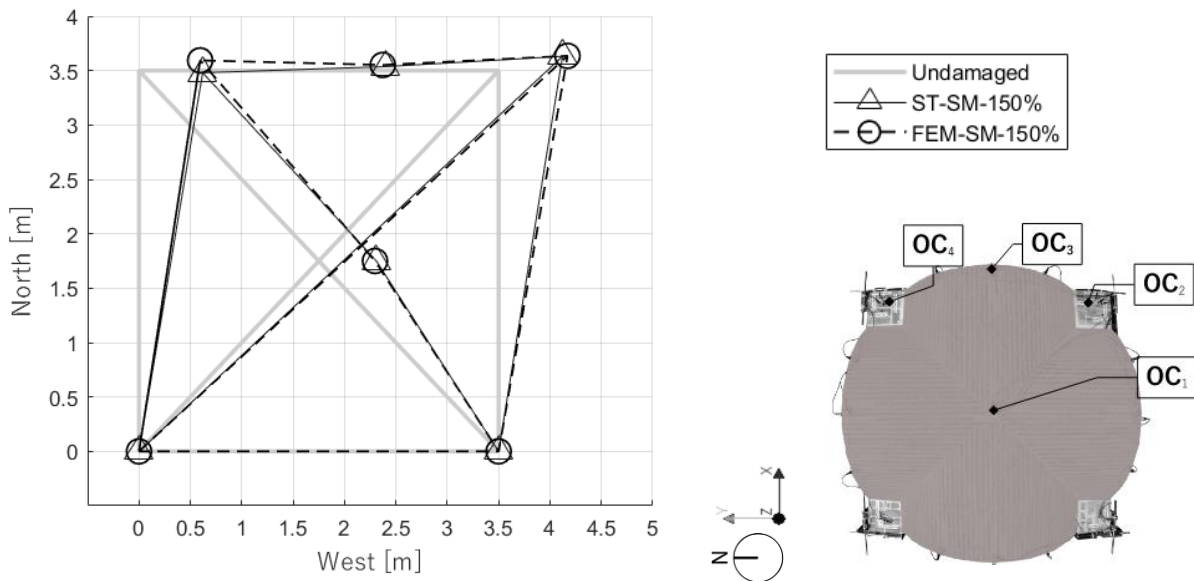 4
3.5
3
2.5
2
1.5
1
0.5
0
North [m]
0 0.5 1 1.5 2 2.5 3 3.5 4 4.5 5
West [m]
Undamaged
ST-SM-150%
FEM-SM-150%
OC₄
OC₃
OC₂
OC₁
X
Y
Z
N